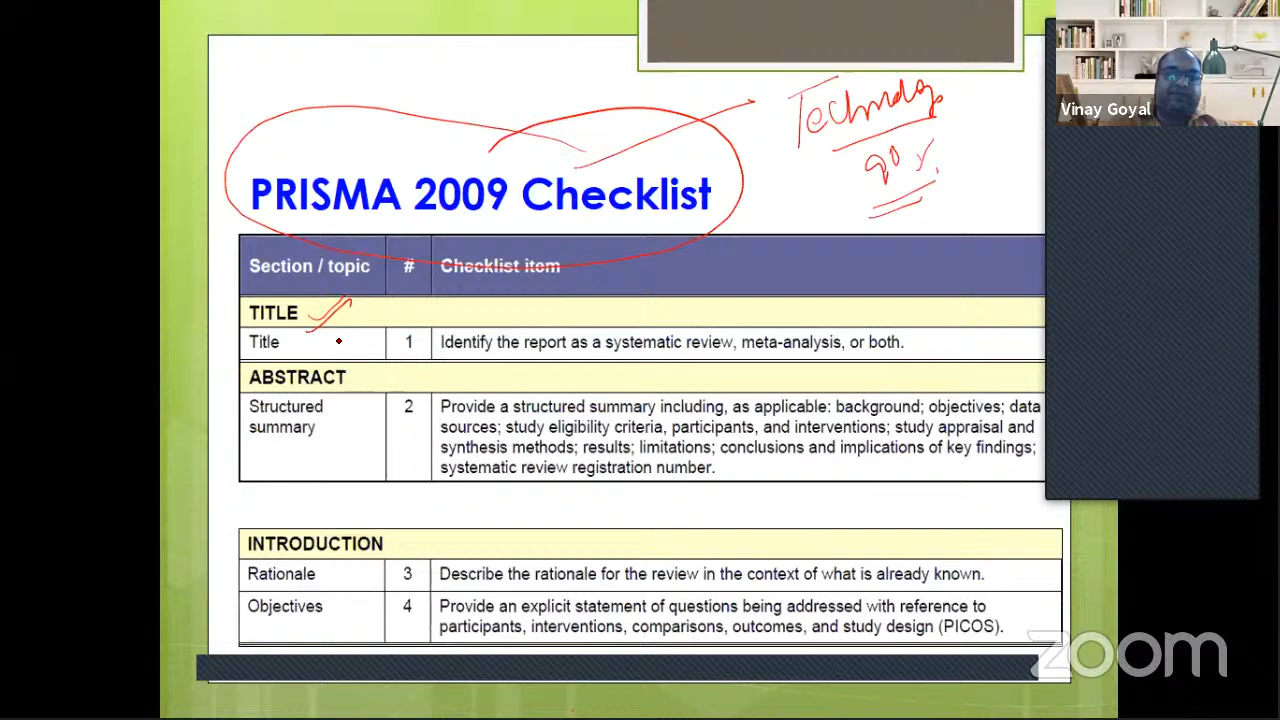 Technology
90%
Vinay Goyal
PRISMA 2009 Checklist
Section / topic # Checklist item
TITLE
Title 1 Identify the report as a systematic review, meta-analysis, or both.
ABSTRACT
Structured summary 2 Provide a structured summary including, as applicable: background; objectives; data
sources; study eligibility criteria, participants, and interventions; study appraisal and
synthesis methods; results; limitations; conclusions and implications of key findings;
systematic review registration number.
INTRODUCTION
Rationale 3 Describe the rationale for the review in the context of what is already known.
Objectives 4 Provide an explicit statement of questions being addressed with reference to
participants, interventions, comparisons, outcomes, and study design (PICOS).
zoom